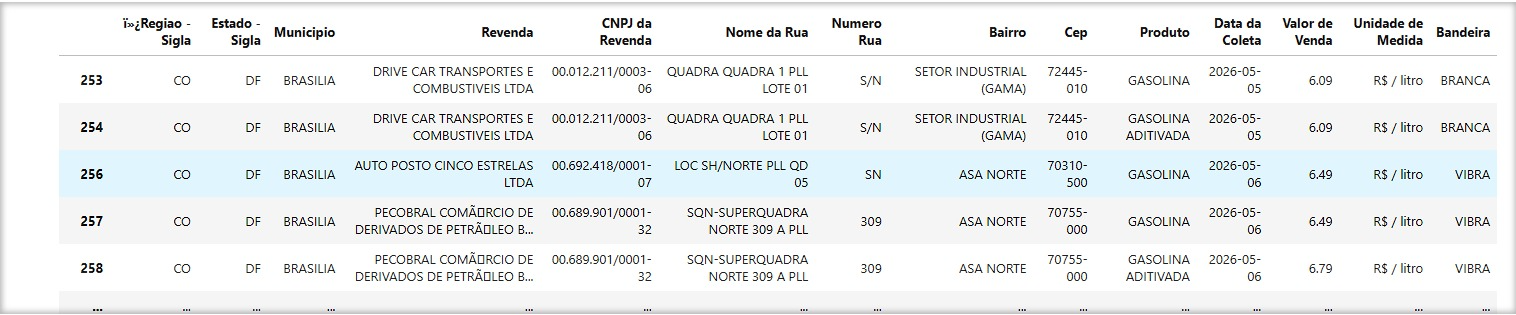 ï»¿Regiao - Sigla Estado - Sigla Municipio Revenda CNPJ da Revenda Nome da Rua Numero Rua Bairro Cep Produto Data da Coleta Valor de Venda Unidade de Medida Bandeira
253 CO DF BRASILIA DRIVE CAR TRANSPORTES E COMBUSTIVEIS LTDA 00.012.211/0003-06 QUADRA QUADRA 1 PLL LOTE 01 S/N SETOR INDUSTRIAL (GAMA) 72445-010 GASOLINA 2026-05-05 6.09 R$ / litro BRANCA
254 CO DF BRASILIA DRIVE CAR TRANSPORTES E COMBUSTIVEIS LTDA 00.012.211/0003-06 QUADRA QUADRA 1 PLL LOTE 01 S/N SETOR INDUSTRIAL (GAMA) 72445-010 GASOLINA ADITIVADA 2026-05-05 6.09 R$ / litro BRANCA
256 CO DF BRASILIA AUTO POSTO CINCO ESTRELAS LTDA 00.692.418/0001-07 LOC SH/NORTE PLL QD 05 SN ASA NORTE 70310-500 GASOLINA 2026-05-06 6.49 R$ / litro VIBRA
257 CO DF BRASILIA PECOBRAL COMÃ▯RCIO DE DERIVADOS DE PETRÃ▯LEO B... 00.689.901/0001-32 SQN-SUPERQUADRA NORTE 309 A PLL 309 ASA NORTE 70755-000 GASOLINA 2026-05-06 6.49 R$ / litro VIBRA
258 CO DF BRASILIA PECOBRAL COMÃ▯RCIO DE DERIVADOS DE PETRÃ▯LEO B... 00.689.901/0001-32 SQN-SUPERQUADRA NORTE 309 A PLL 309 ASA NORTE 70755-000 GASOLINA ADITIVADA 2026-05-06 6.79 R$ / litro VIBRA
... ... ... ... ... ... ... ... ... ... ... ... ... ... ...